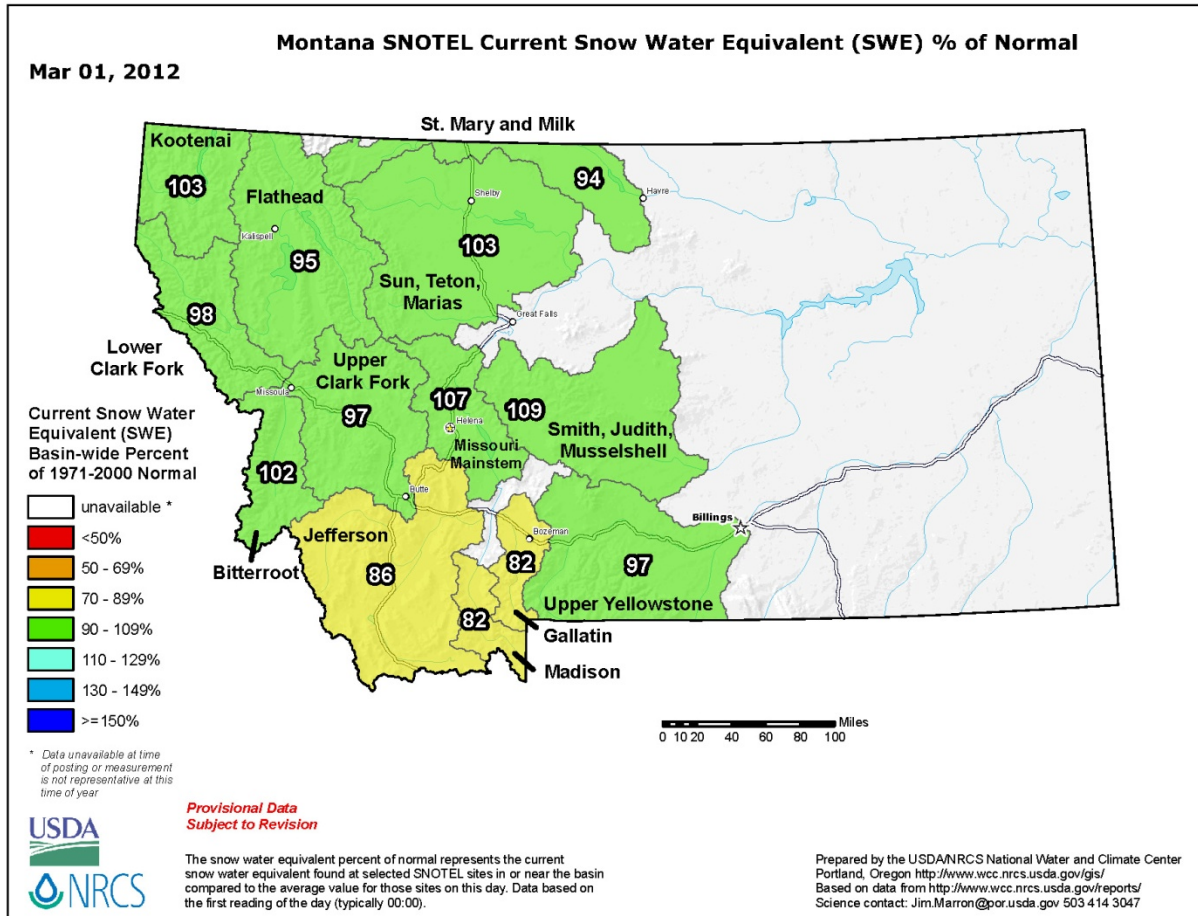 Montana SNOTEL Current Snow Water Equivalent (SWE) % of Normal
Mar 01, 2012
St. Mary and Milk
Kootenai
103
Flathead
Kalispell
95
Shelby
94
Havre
103
Sun, Teton,
Marias
98
Great Falls
Lower
Clark Fork
Upper
Clark Fork
Missoula
97
107
Helena
Missouri
Mainstem
109
Smith, Judith,
Musselshell
102
Butte
Bitterroot
Jefferson
86
Bozeman
82
82
Billings
97
Upper Yellowstone
Gallatin
Madison
Current Snow Water
Equivalent (SWE)
Basin-wide Percent
of 1971-2000 Normal
unavailable *
<50%
50 - 69%
70 - 89%
90 - 109%
110 - 129%
130 - 149%
>=150%
* Data unavailable at time
of posting or measurement
is not representative at this
time of year
Miles
0 10 20 40 60 80 100
Provisional Data
Subject to Revision
USDA
NRCS
The snow water equivalent percent of normal represents the current
snow water equivalent found at selected SNOTEL sites in or near the basin
compared to the average value for those sites on this day. Data based on
the first reading of the day (typically 00:00).
Prepared by the USDA/NRCS National Water and Climate Center
Portland, Oregon http://www.wcc.nrcs.usda.gov/gis/
Based on data from http://www.wcc.nrcs.usda.gov/reports/
Science contact: Jim.Marron@por.usda.gov 503 414 3047